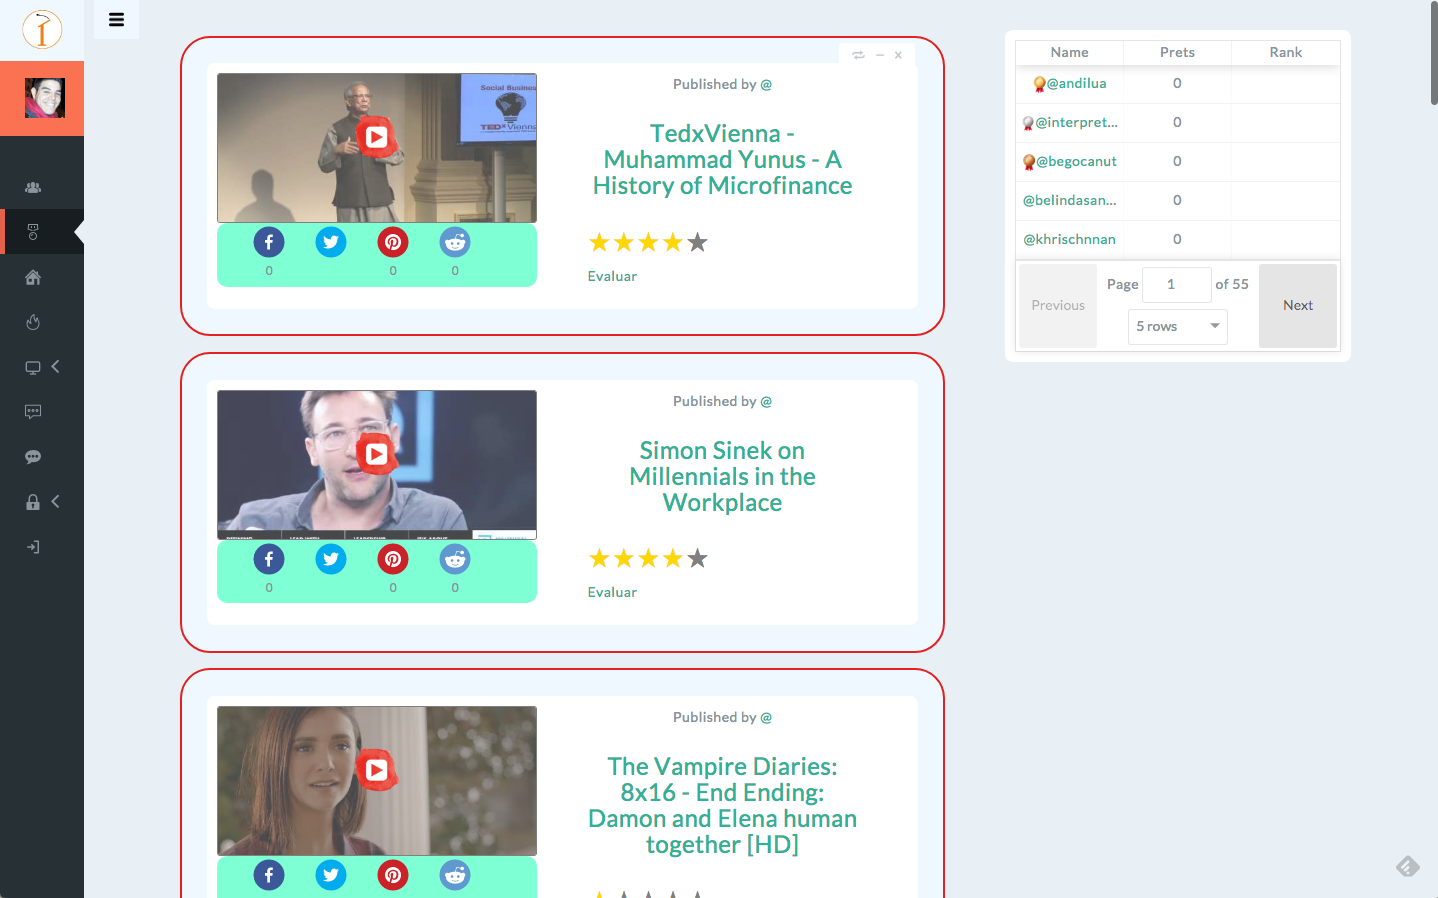 Published by @
TedxVienna -
Muhammad Yunus - A
History of Microfinance
Social Business
TEDxVienna
0 0 0
Evaluar
Published by @
Simon Sinek on
Millennials in the
Workplace
0 0 0
Evaluar
Published by @
The Vampire Diaries:
8x16 - End Ending:
Damon and Elena human
together [HD]
Name Prets Rank
@andilua 0
@interpret... 0
@begocanut 0
@belindasan... 0
@khrischnnan 0
Previous
Page 1 of 55
5 rows
Next